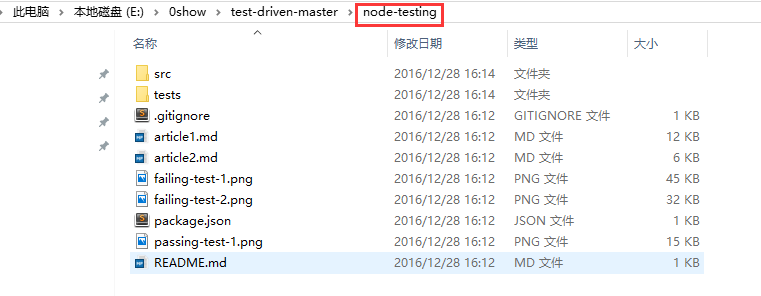 此电脑 > 本地磁盘 (E:) > 0show > test-driven-master > node-testing
名称 修改日期 类型 大小
src 2016/12/28 16:14 文件夹
tests 2016/12/28 16:14 文件夹
.gitignore 2016/12/28 16:12 GITIGNORE 文件 1 KB
article1.md 2016/12/28 16:12 MD 文件 12 KB
article2.md 2016/12/28 16:12 MD 文件 6 KB
failing-test-1.png 2016/12/28 16:12 PNG 文件 45 KB
failing-test-2.png 2016/12/28 16:12 PNG 文件 32 KB
package.json 2016/12/28 16:12 JSON 文件 1 KB
passing-test-1.png 2016/12/28 16:12 PNG 文件 15 KB
README.md 2016/12/28 16:12 MD 文件 1 KB